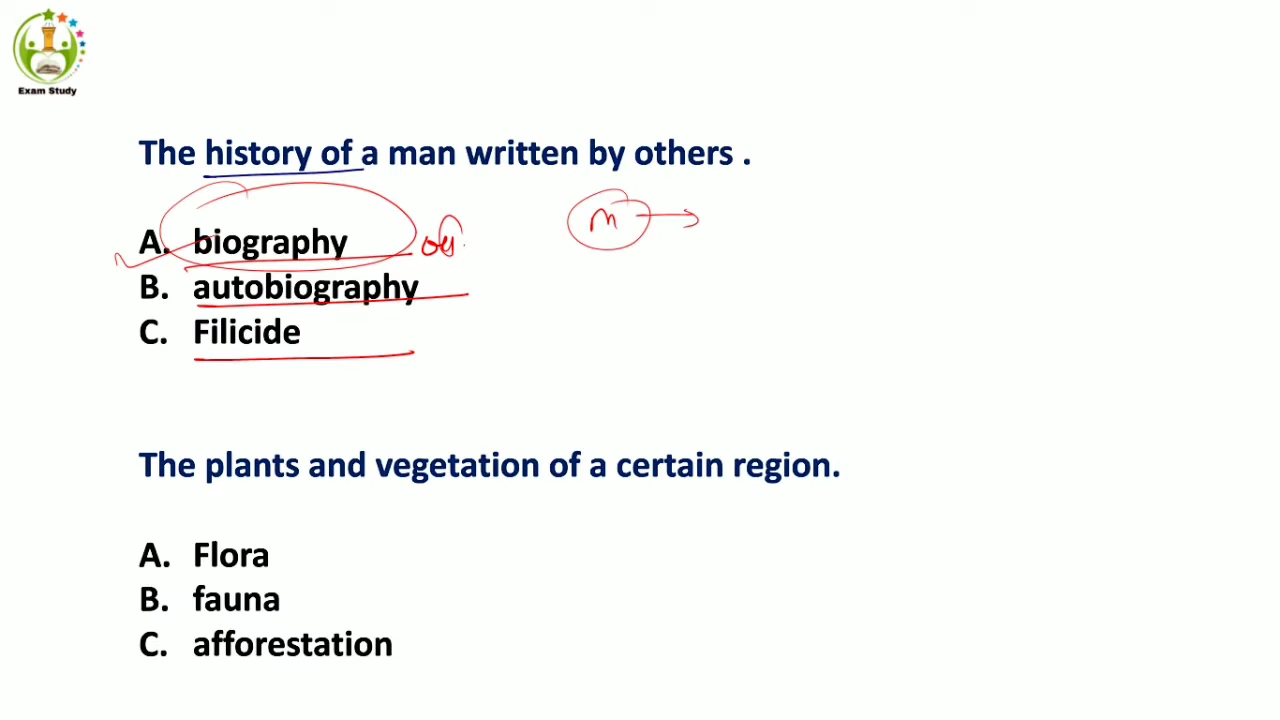 Exam Study
The history of a man written by others .
A. biography
B. autobiography
C. Filicide
The plants and vegetation of a certain region.
A. Flora
B. fauna
C. afforestation